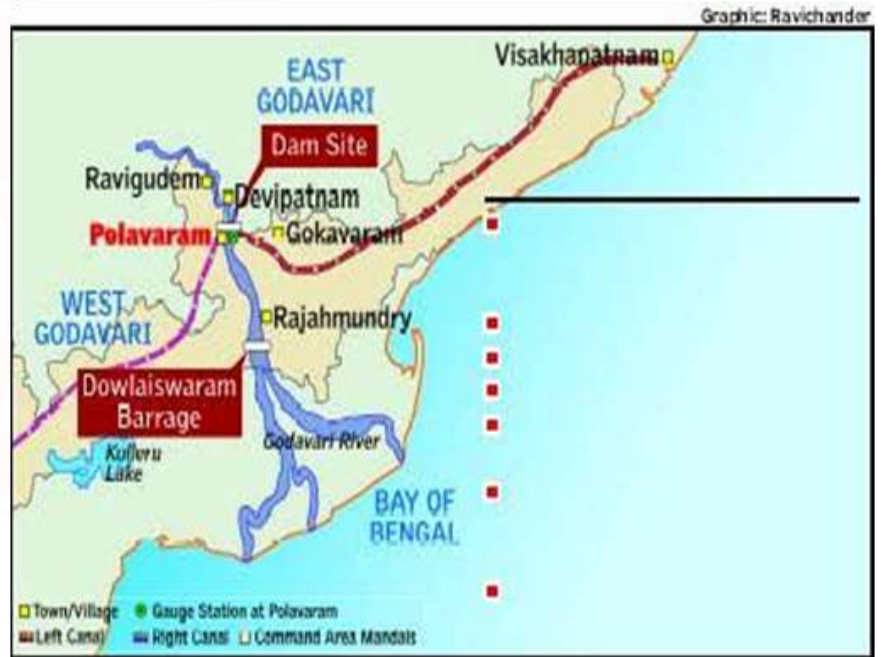 Graphic: Ravichander
Visakhapatnam
EAST
GODAVARI
Dam Site
Ravigudem
Devipatnam
Polavaram
Gokavaram
WEST
GODAVARI
Rajahmundry
Dowlaiswaram
Barrage
Godavari River
Kolleru
Lake
BAY OF
BENGAL
Town/Village
Gauge Station at Polavaram
Left Canal
Right Canal
Command Area Mandals